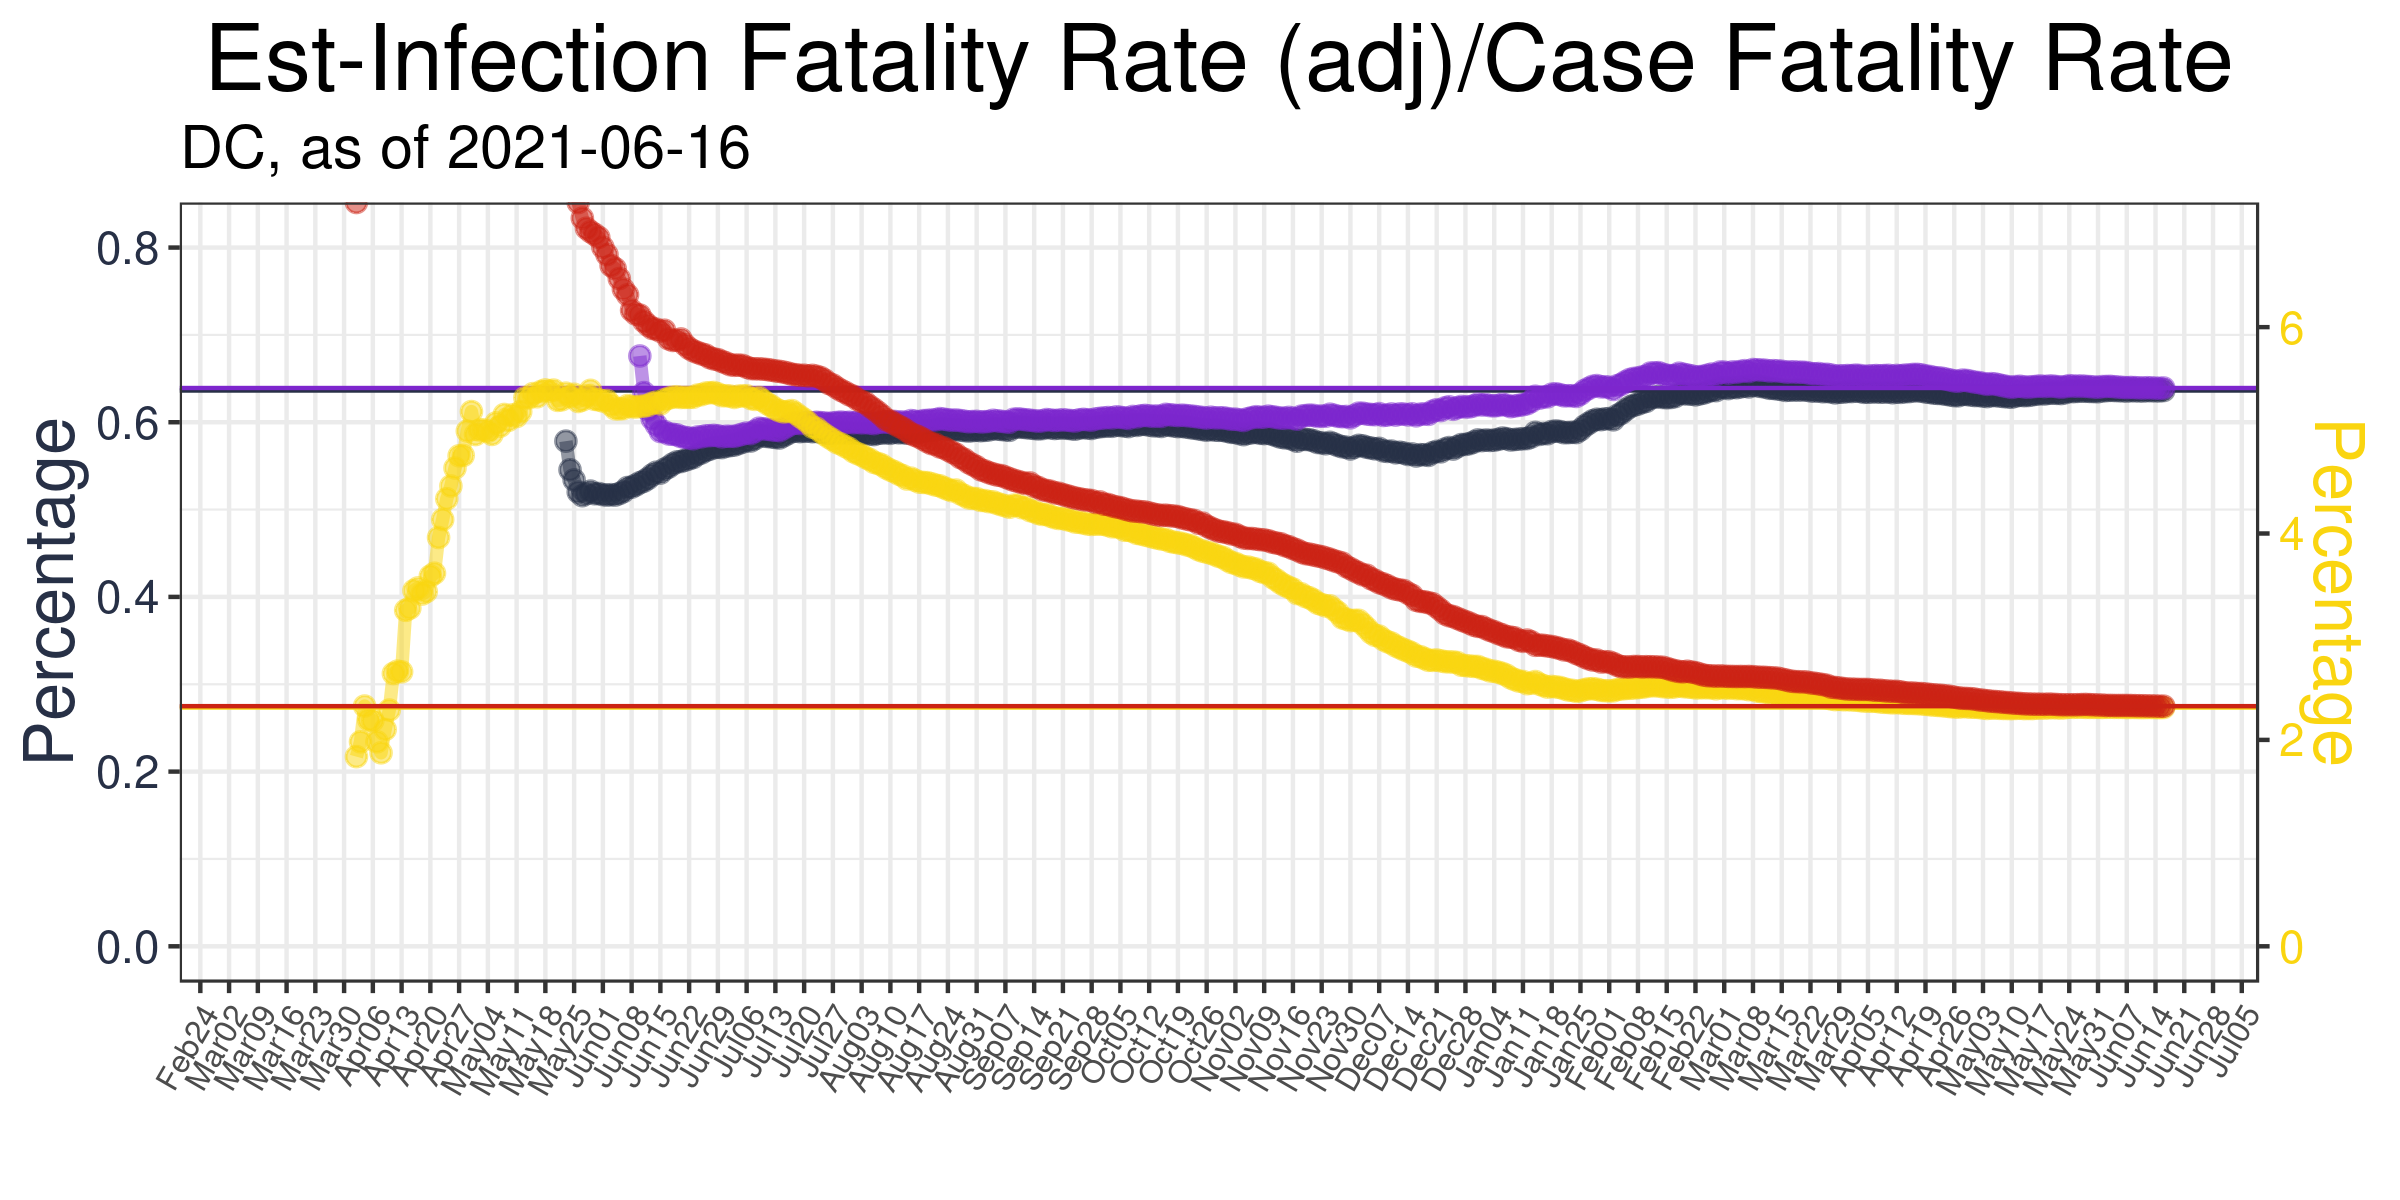 Est-Infection Fatality Rate (adj)/Case Fatality Rate
DC, as of 2021-06-16
Percentage
0.8
0.6
0.4
0.2
0.0
6
4
2
0
Percentage
Feb24
Mar02
Mar09
Mar16
Mar23
Mar30
Apr06
Apr13
Apr20
Apr27
May04
May11
May18
May25
Jun01
Jun08
Jun15
Jun22
Jun29
Jul06
Jul13
Jul20
Jul27
Aug03
Aug10
Aug17
Aug24
Aug31
Sep07
Sep14
Sep21
Sep28
Oct05
Oct12
Oct19
Oct26
Nov02
Nov09
Nov16
Nov23
Nov30
Dec07
Dec14
Dec21
Dec28
Jan04
Jan11
Jan18
Jan25
Feb01
Feb08
Feb15
Feb22
Mar01
Mar08
Mar15
Mar22
Mar29
Apr05
Apr12
Apr19
Apr26
May03
May10
May17
May24
May31
Jun07
Jun14
Jun21
Jun28
Jul05